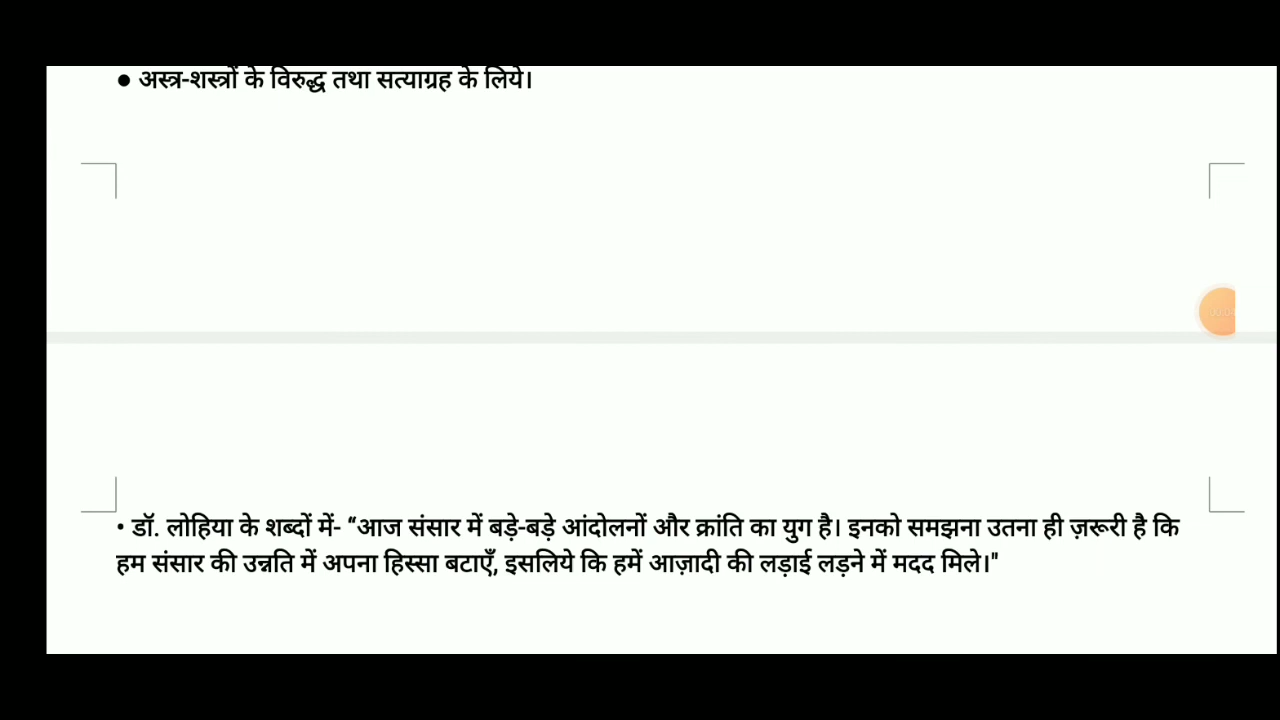 ● अस्त्र-शस्त्रों के विरुद्ध तथा सत्याग्रह के लिये।
• डॉ. लोहिया के शब्दों में- “आज संसार में बड़े-बड़े आंदोलनों और क्रांति का युग है। इनको समझना उतना ही ज़रूरी है कि
हम संसार की उन्नति में अपना हिस्सा बटाएँ, इसलिये कि हमें आज़ादी की लड़ाई लड़ने में मदद मिले।"